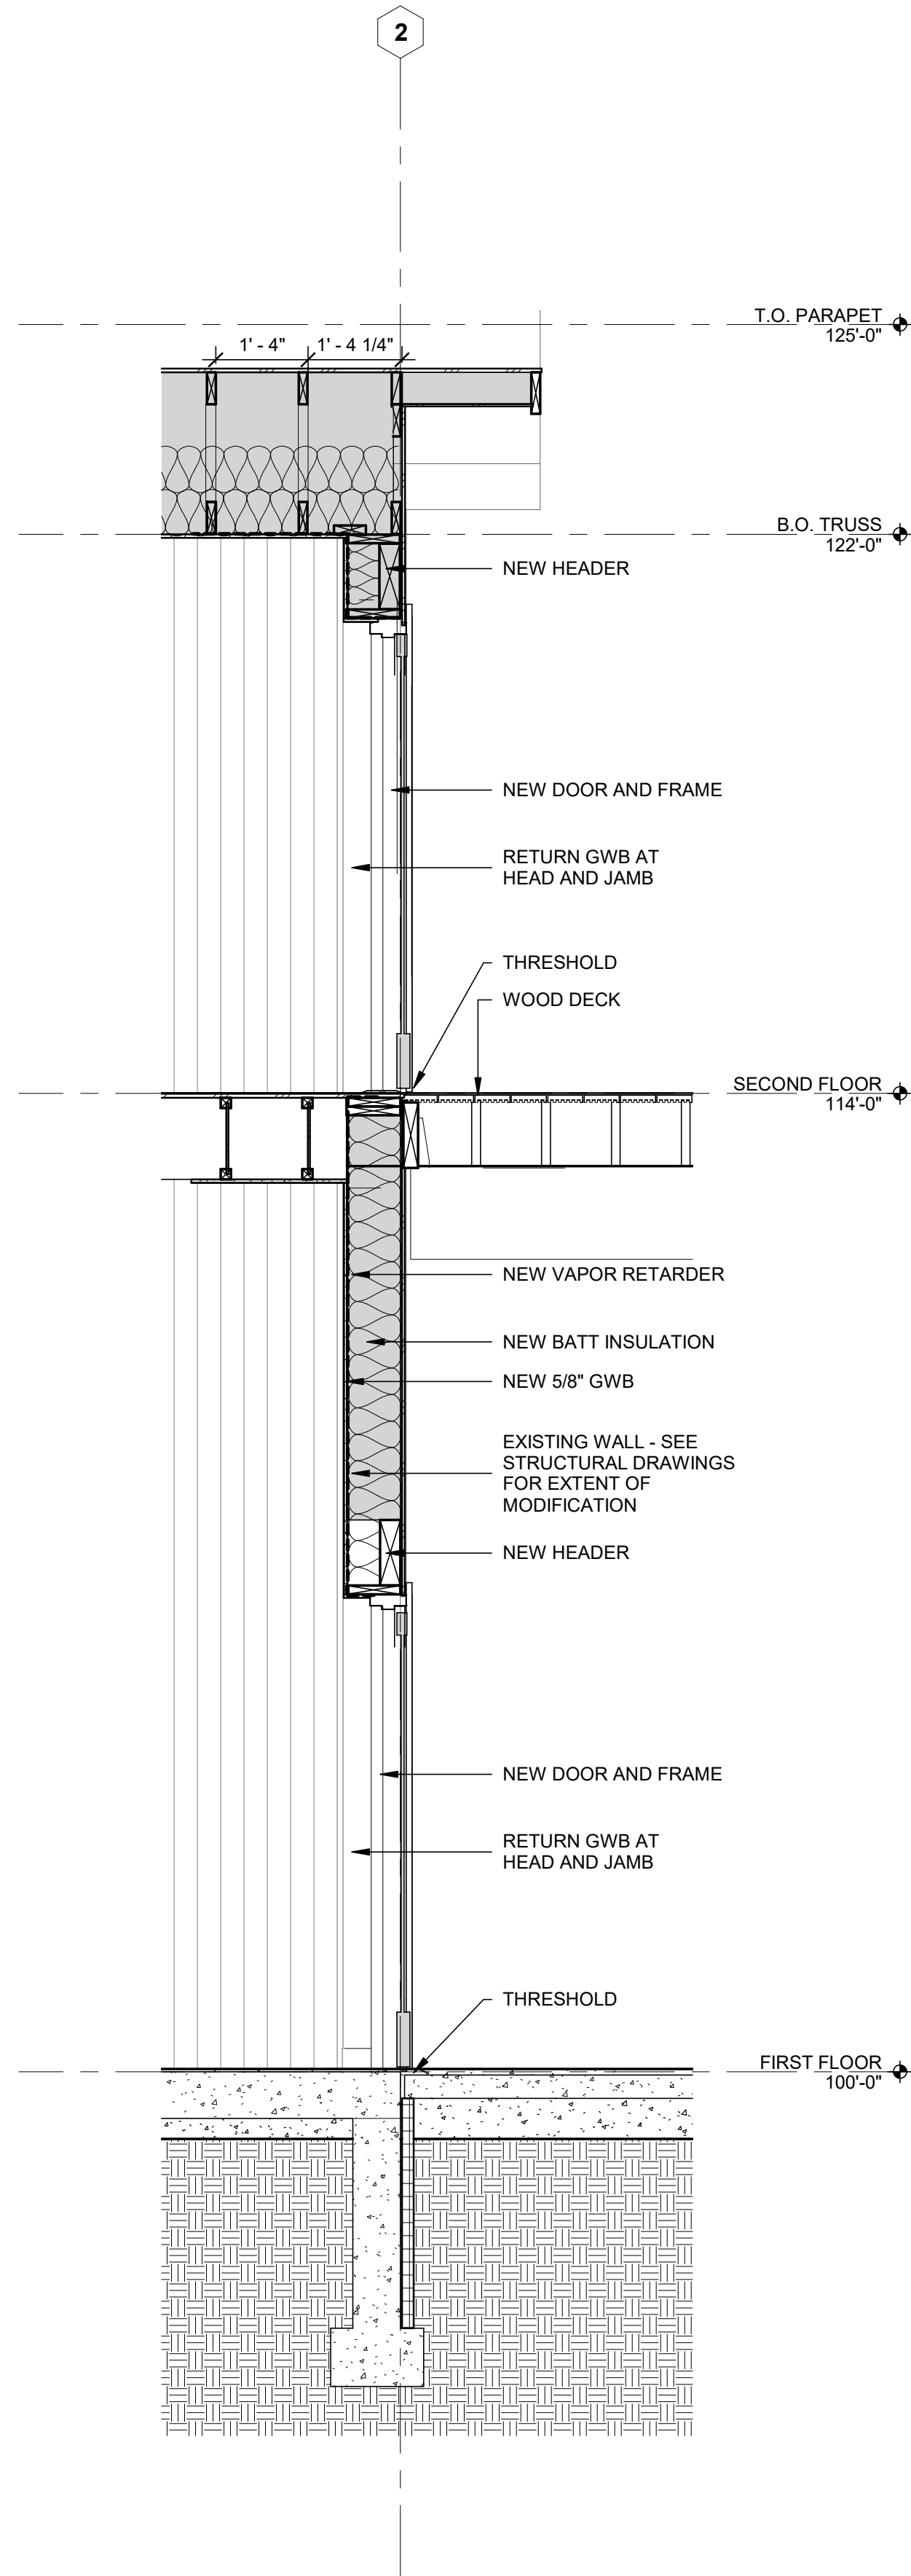 2
T.O. PARAPET
125'-0"
1' - 4"
1' - 4 1/4"
B.O. TRUSS
122'-0"
NEW HEADER
NEW DOOR AND FRAME
RETURN GWB AT
HEAD AND JAMB
THRESHOLD
WOOD DECK
SECOND FLOOR
114'-0"
NEW VAPOR RETARDER
NEW BATT INSULATION
NEW 5/8" GWB
EXISTING WALL - SEE
STRUCTURAL DRAWINGS
FOR EXTENT OF
MODIFICATION
NEW HEADER
NEW DOOR AND FRAME
RETURN GWB AT
HEAD AND JAMB
THRESHOLD
FIRST FLOOR
100'-0"